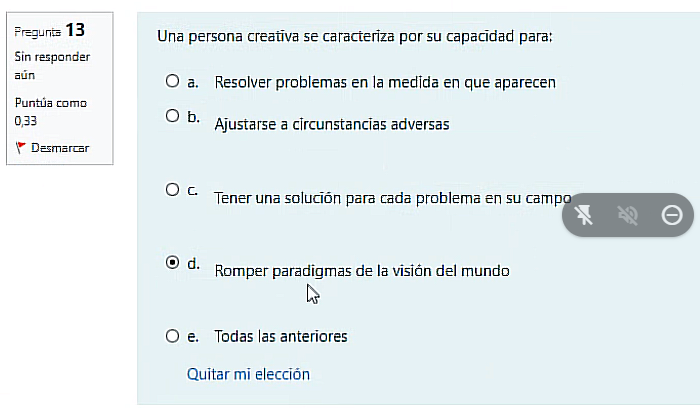 Pregunta 13
Sin responder
aún
Puntúa como
0,33
Desmarcar
Una persona creativa se caracteriza por su capacidad para:
a. Resolver problemas en la medida en que aparecen
b. Ajustarse a circunstancias adversas
c. Tener una solución para cada problema en su campo
d. Romper paradigmas de la visión del mundo
e. Todas las anteriores
Quitar mi elección